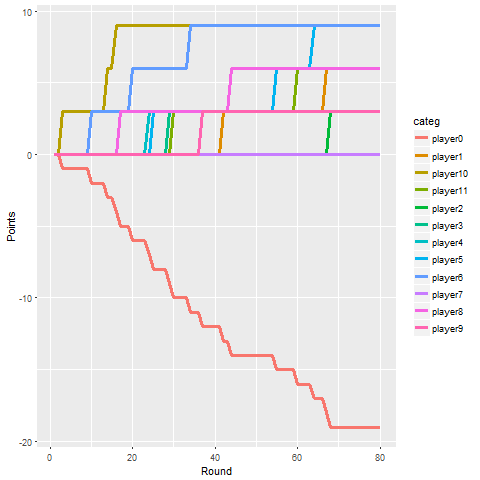 10
0
-10
-20
Points
0
20
40
60
80
Round
categ
player0
player1
player10
player11
player2
player3
player4
player5
player6
player7
player8
player9